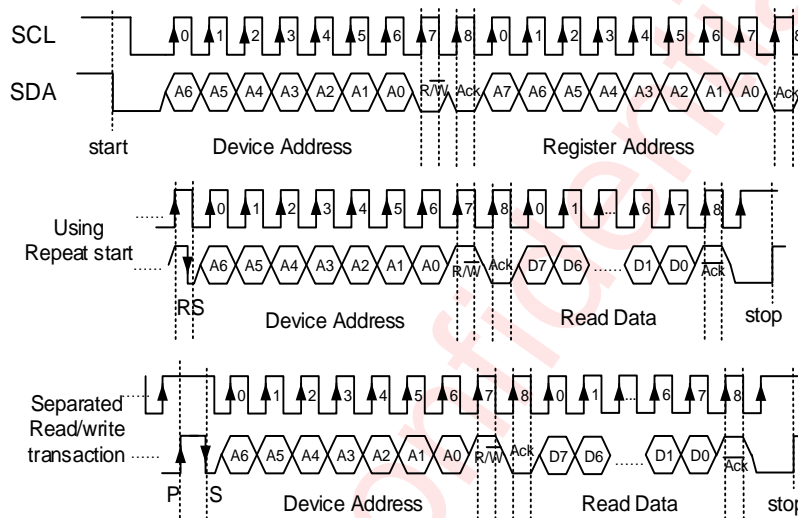 SCL 0 1 2 3 4 5 6 7 8 0 1 2 3 4 5 6 7 8
SDA A6 A5 A4 A3 A2 A1 A0 R/W Ack A7 A6 A5 A4 A3 A2 A1 A0 Ack
start Device Address Register Address
Using
Repeat start
...... 0 1 2 3 4 5 6 7 8 0 1 ... 6 7 8
...... A6 A5 A4 A3 A2 A1 A0 R/W Ack D7 D6 ...... D1 D0 Ack
RS Device Address Read Data stop
Separated
Read/write
transaction
...... 0 1 2 3 4 5 6 7 8 0 1 ... 6 7 8
...... A6 A5 A4 A3 A2 A1 A0 R/W Ack D7 D6 ...... D1 D0 Ack
P S Device Address Read Data stop
onfidenti